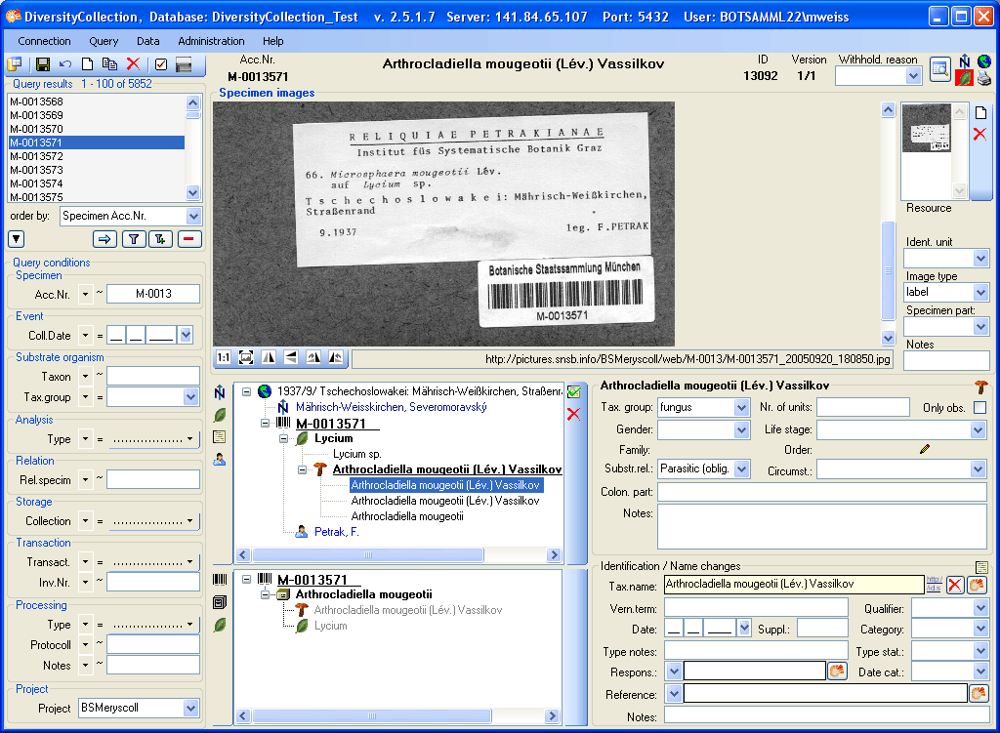 DiversityCollection, Database: DiversityCollection_Test v. 2.5.1.7 Server: 141.84.65.107 Port: 5432 User: BOTSAMML22\mweiss
Connection Query Data Administration Help
Query results 1 - 100 of 5852
M-0013568
M-0013569
M-0013570
M-0013571
M-0013572
M-0013573
M-0013574
M-0013575
order by: Specimen Acc.Nr.
Query conditions
Specimen
Acc.Nr. ~ M-0013
Event
Coll.Date = __ __ ____
Substrate organism
Taxon ~
Tax.group =
Analysis
Type =
Relation
Rel.specim ~
Storage
Collection =
Transaction
Transact. =
Inv.Nr. ~
Processing
Type =
Protocoll ~
Notes ~
Project
Project BSMeryscoll
Acc.Nr.
M-0013571
Arthrocladiella mougeotii (Lév.) Vassilkov
ID
13092
Version
1/1
Withhold. reason
Specimen images
RELIQUIAE PETRAKIANAE
Institut füs Systematische Botanik Graz
66. Microsphaera mougeotii Lév.
auf Lycium sp.
Tschechoslowakei: Mährisch-Weißkirchen,
Straßenrand
9.1937 leg. F.PETRAK
Botanische Staatssammlung München
M-0013571
1:1
http://pictures.snsb.info/BSMeryscoll/web/M-0013/M-0013571_20050920_180850.jpg
Resource
Ident. unit
Image type
label
Specimen part:
Notes
1937/9/ Tschechoslowakei: Mährisch-Weißkirchen, Straßenr
Mährisch-Weisskirchen, Severomoravský
M-0013571
Lycium
Lycium sp.
Arthrocladiella mougeotii (Lév.) Vassilkov
Arthrocladiella mougeotii (Lév.) Vassilkov
Arthrocladiella mougeotii (Lév.) Vassilkov
Arthrocladiella mougeotii
Petrak, F.
M-0013571
Arthrocladiella mougeotii
Arthrocladiella mougeotii (Lév.) Vassilkov
Lycium
Arthrocladiella mougeotii (Lév.) Vassilkov
Tax. group: fungus Nr. of units: Only obs.
Gender: Life stage:
Family: Order:
Substr.rel.: Parasitic (oblig. Circumst.:
Colon. part:
Notes:
Identification / Name changes
Tax.name: Arthrocladiella mougeotii (Lév.) Vassilkov
Vern.term: Qualifier:
Date: __ __ ____ Suppl.: Category:
Type notes: Type stat.:
Respons.: Date cat.:
Reference:
Notes: